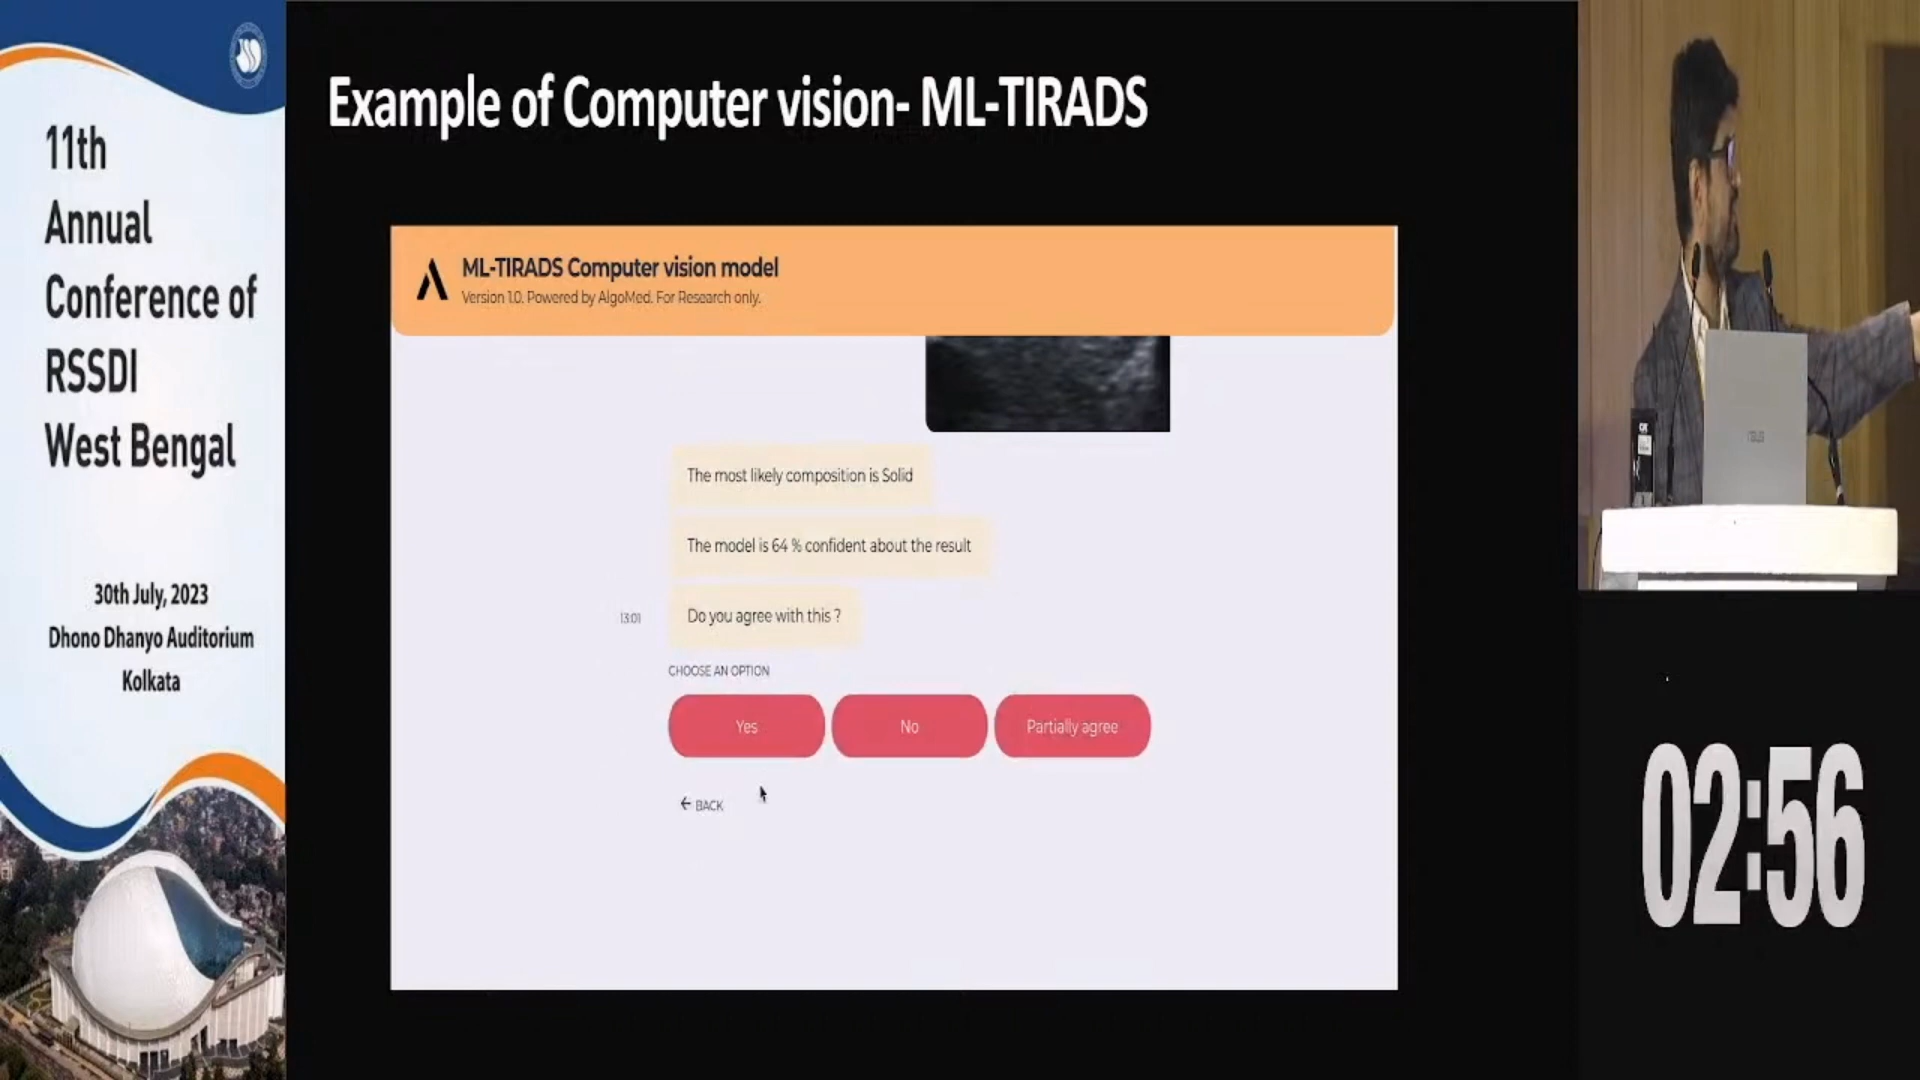 11th
Annual
Conference of
RSSDI
West Bengal
30th July, 2023
Dhono Dhanyo Auditorium
Kolkata
Example of Computer vision- ML-TIRADS
ML-TIRADS Computer vision model
Version 1.0. Powered by AlgoMed. For Research only.
The most likely composition is Solid
The model is 64 % confident about the result
13:01 Do you agree with this ?
CHOOSE AN OPTION
Yes No Partially agree
← BACK
ASUS
02:56